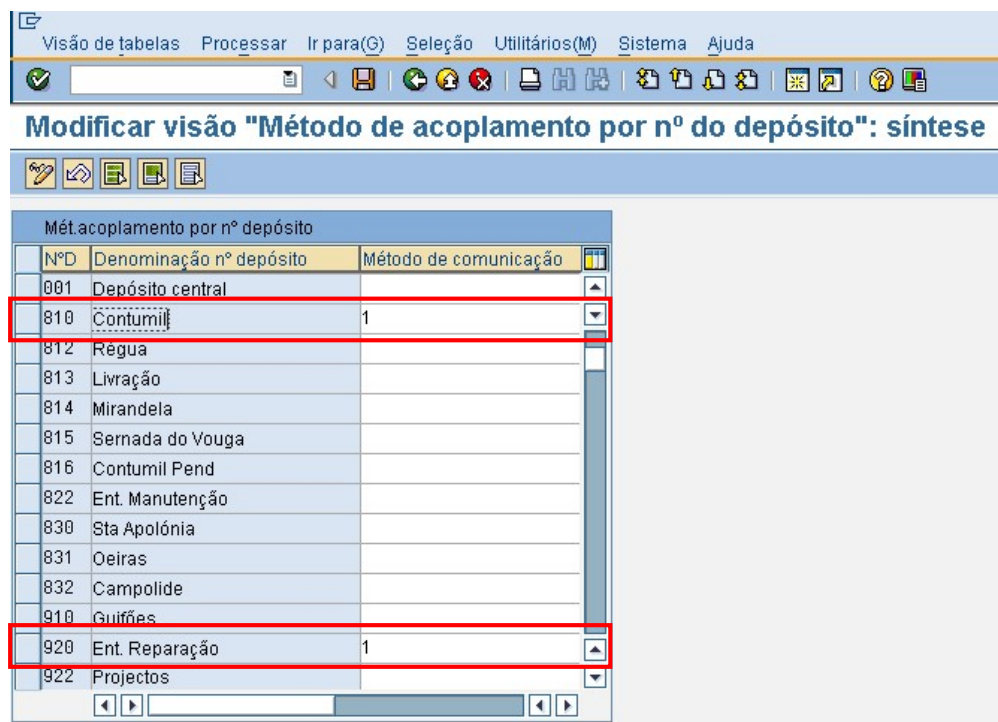 Visão de tabelas Processar Ir para(G) Seleção Utilitários(M) Sistema Ajuda
Modificar visão "Método de acoplamento por nº do depósito": síntese
Mét.acoplamento por nº depósito
NºD Denominação nº depósito Método de comunicação
001 Depósito central
810 Contumil 1
812 Règua
813 Livração
814 Mirandela
815 Sernada do Vouga
816 Contumil Pend
822 Ent. Manutenção
830 Sta Apolónia
831 Oeiras
832 Campolide
910 Guifões
920 Ent. Reparação 1
922 Projectos